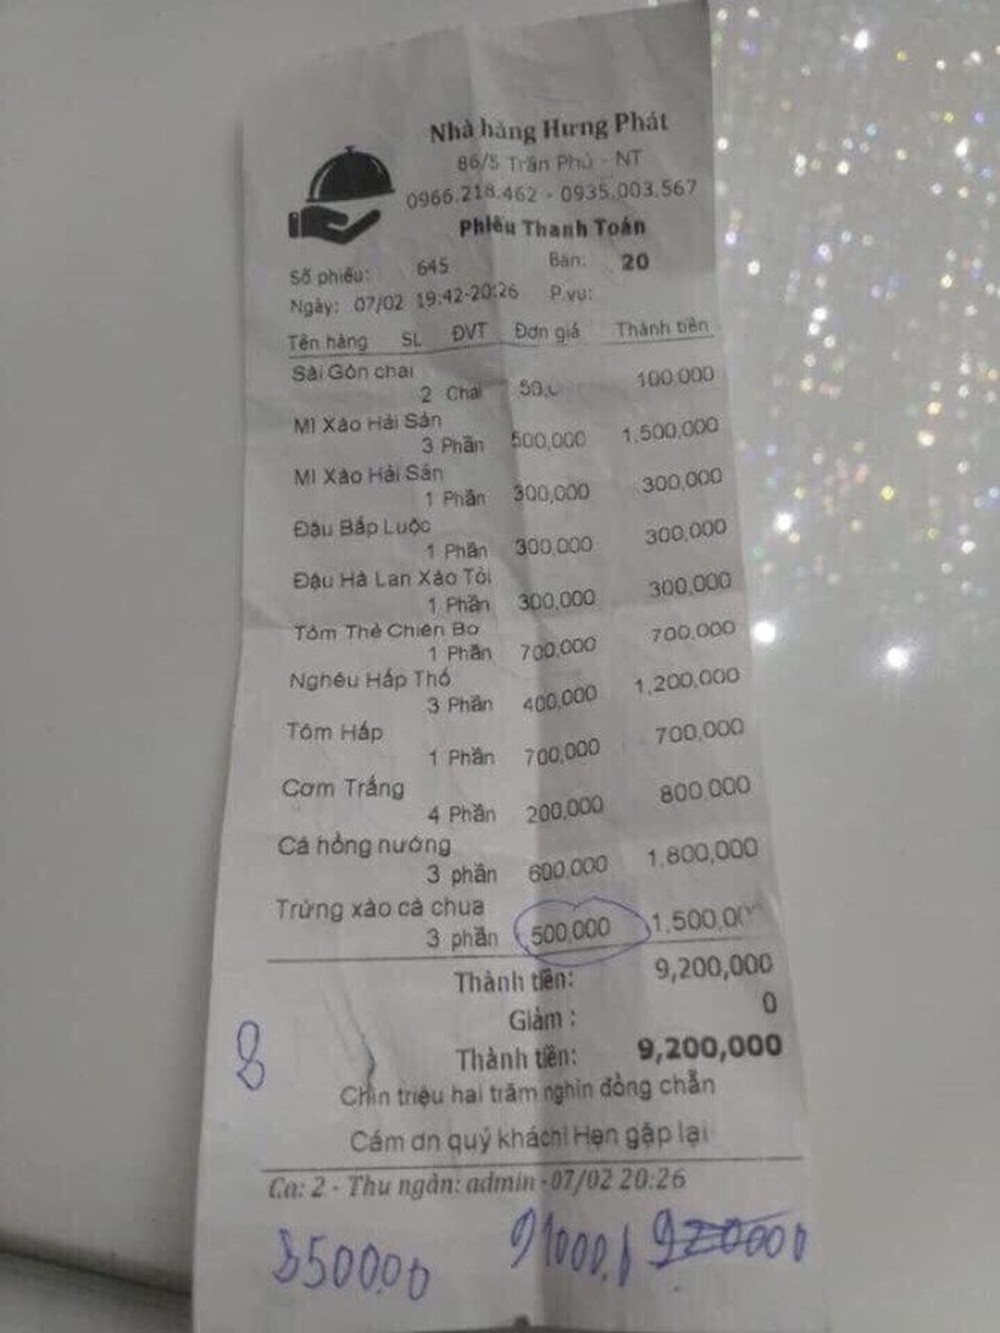 Nhà hàng Hưng Phát
86/5 Trần Phú - NT
0966.218.462 - 0935.003.567
Phiếu Thanh Toán
Số phiếu: 645 Bàn: 20
Ngày: 07/02 19:42-20:26 P.vụ:
Tên hàng SL ĐVT Đơn giá Thành tiền
Sài Gòn chai
2 Chai 100,000
Mì Xào Hải Sản
3 Phần 500,000 1,500,000
Mì Xào Hải Sản
1 Phần 300,000 300,000
Đậu Bắp Luộc
1 Phần 300,000 300,000
Đậu Hà Lan Xào Tỏi
1 Phần 300,000 300,000
Tôm Thẻ Chiên Bơ
1 Phần 700,000 700,000
Nghêu Hấp Thố
3 Phần 400,000 1,200,000
Tôm Hấp
1 Phần 700,000 700,000
Cơm Trắng
4 Phần 200,000 800,000
Cá hồng nướng
3 phần 600,000 1,800,000
Trứng xào cà chua
3 phần 500,000
Thành tiền: 9,200,000
Giảm : 0
Thành tiền: 9,200,000
8
Chín triệu hai trăm nghìn đồng chẵn
Cám ơn quý khách! Hẹn gặp lại
Ca: 2 - Thu ngân: admin -07/02 20:26